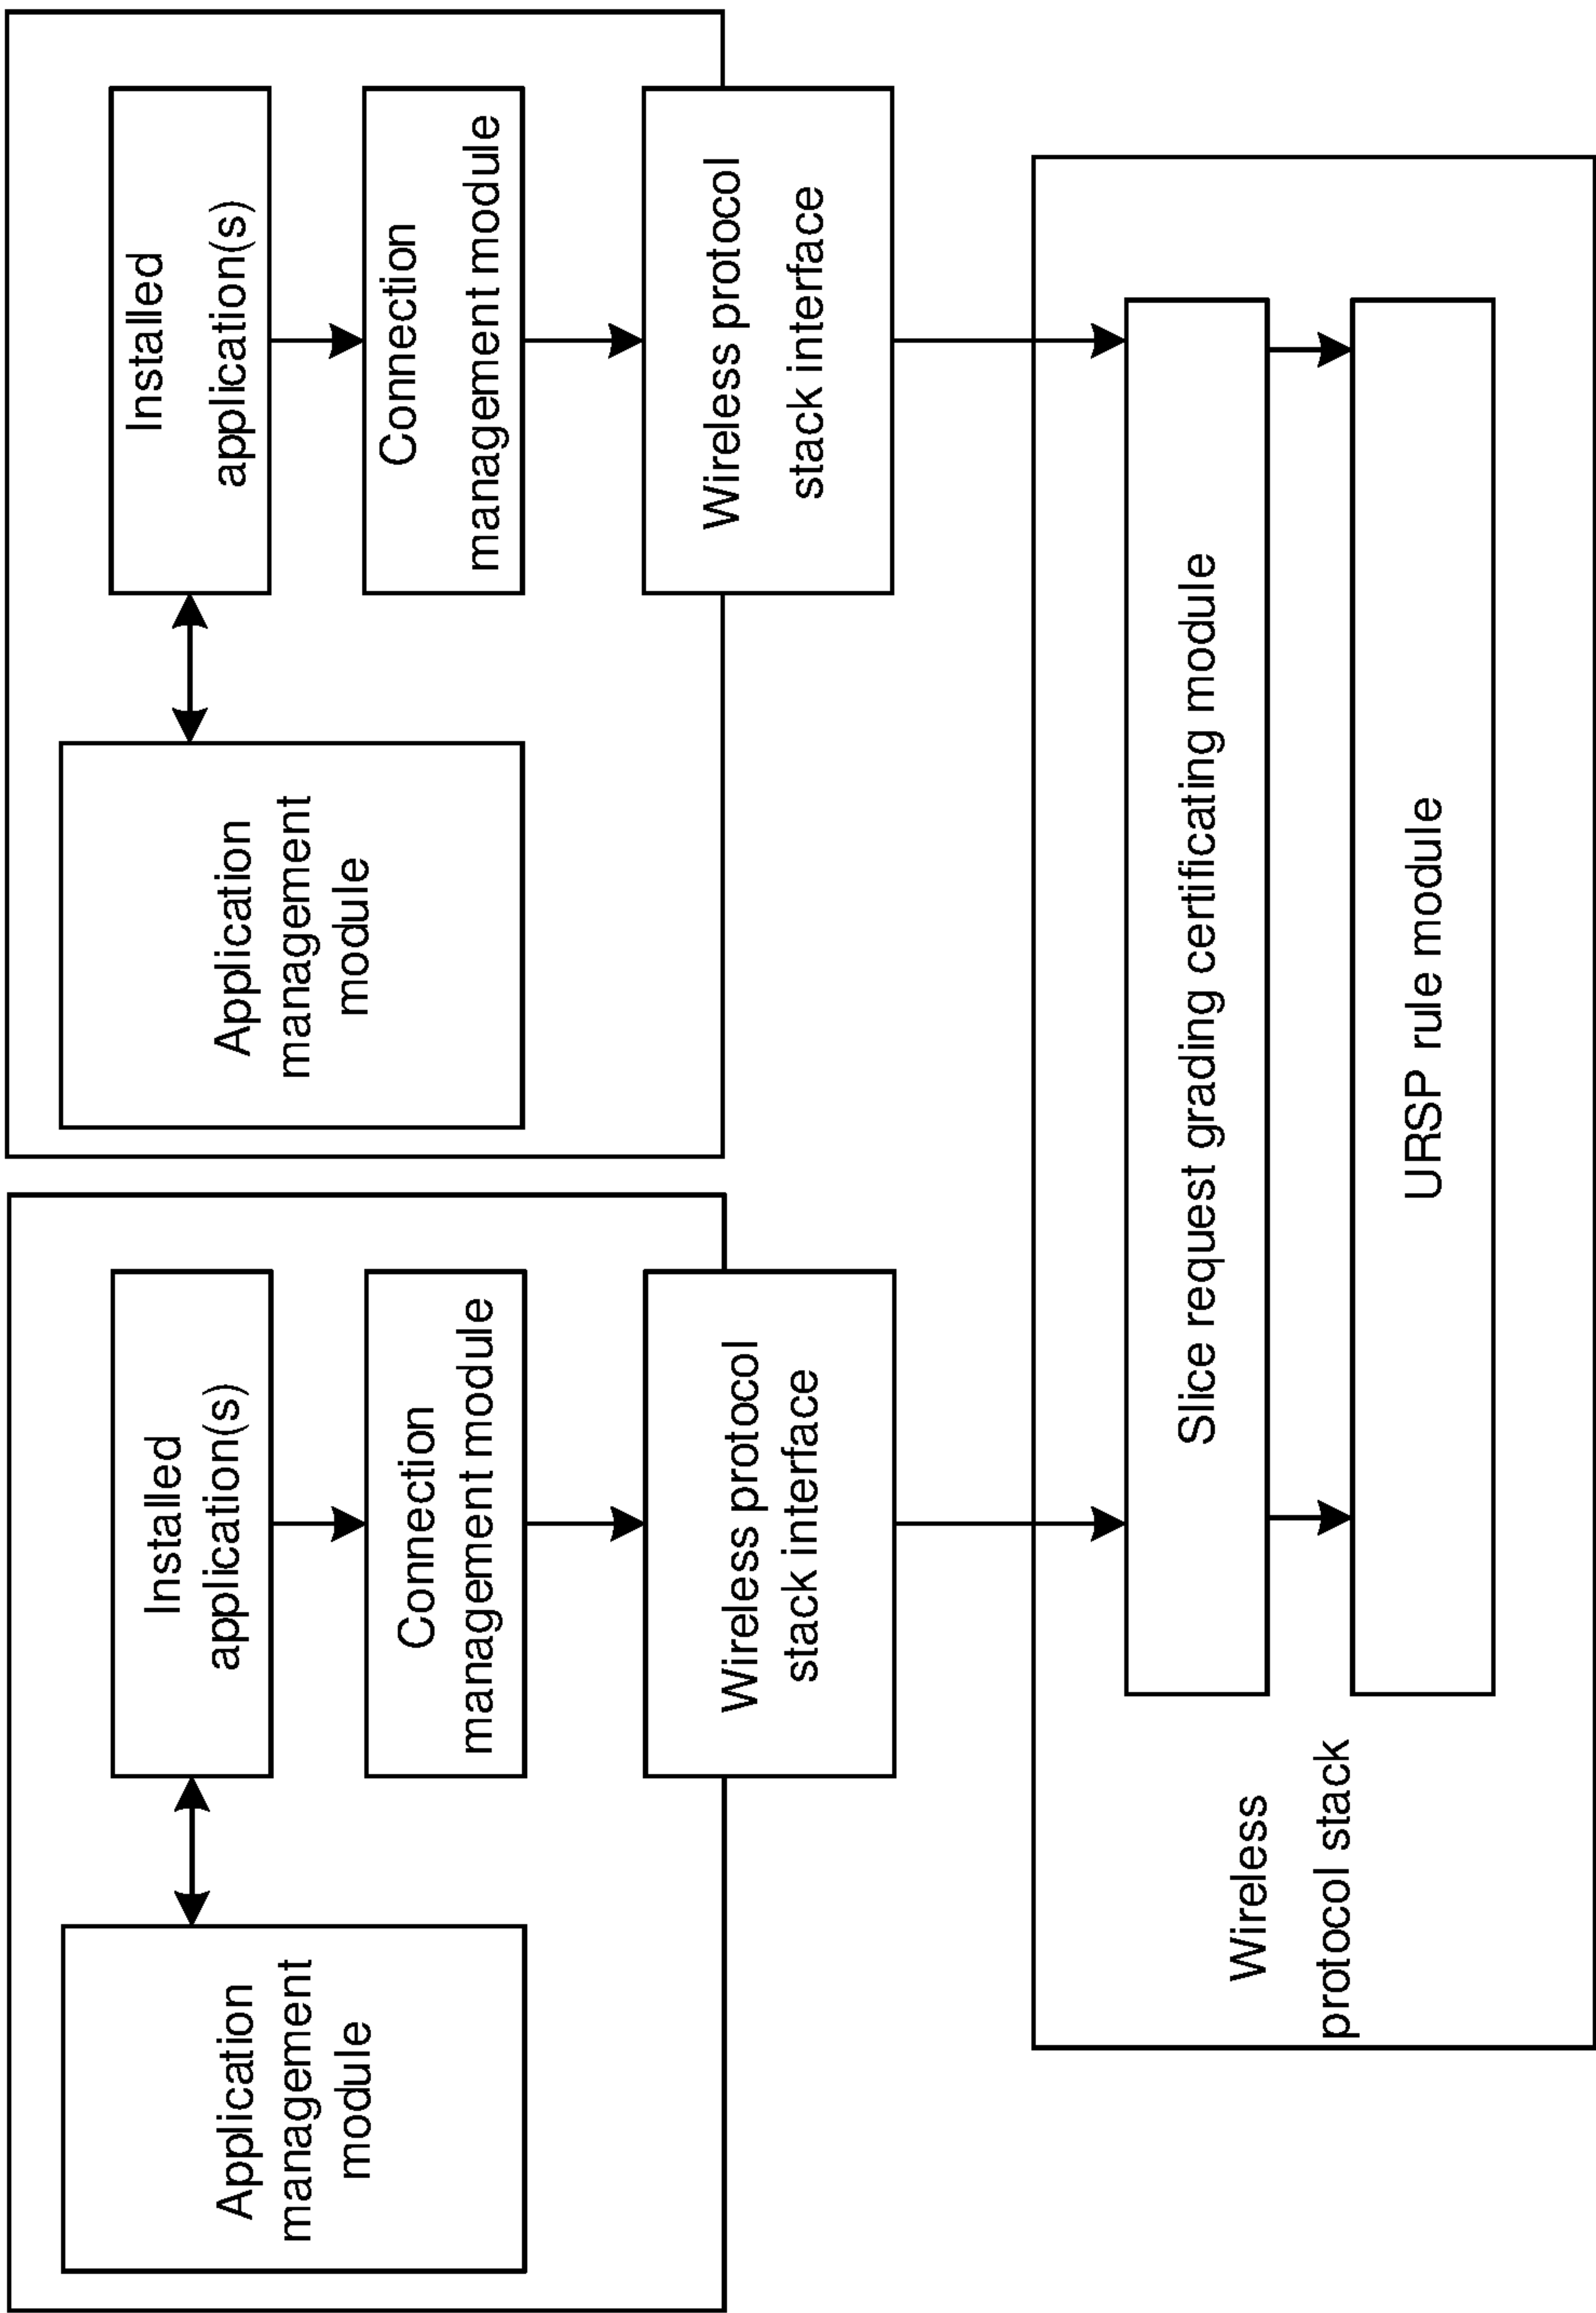 Application
management
module
Installed
application(s)
Connection
management module
Wireless protocol
stack interface
Application
management
module
Installed
application(s)
Connection
management module
Wireless protocol
stack interface
Wireless
protocol stack
Slice request grading certificating module
URSP rule module